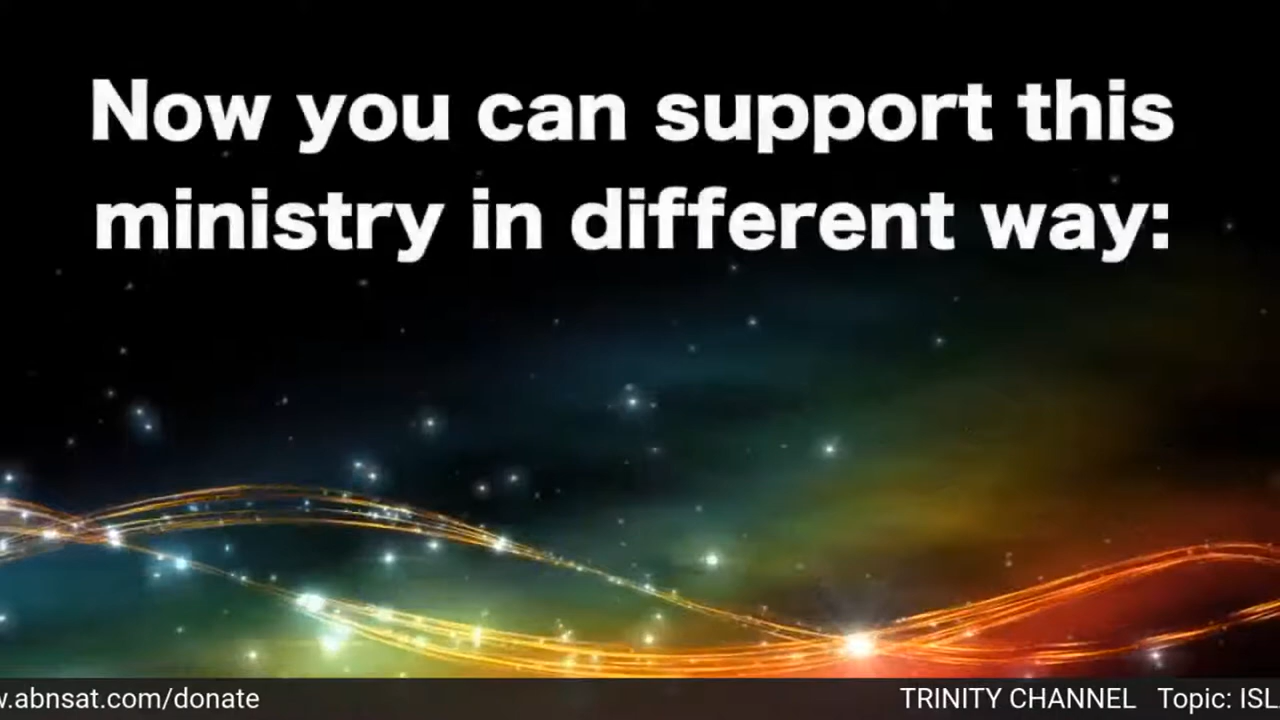 Now you can support this
ministry in different way:
w.abnsat.com/donate TRINITY CHANNEL Topic: ISL